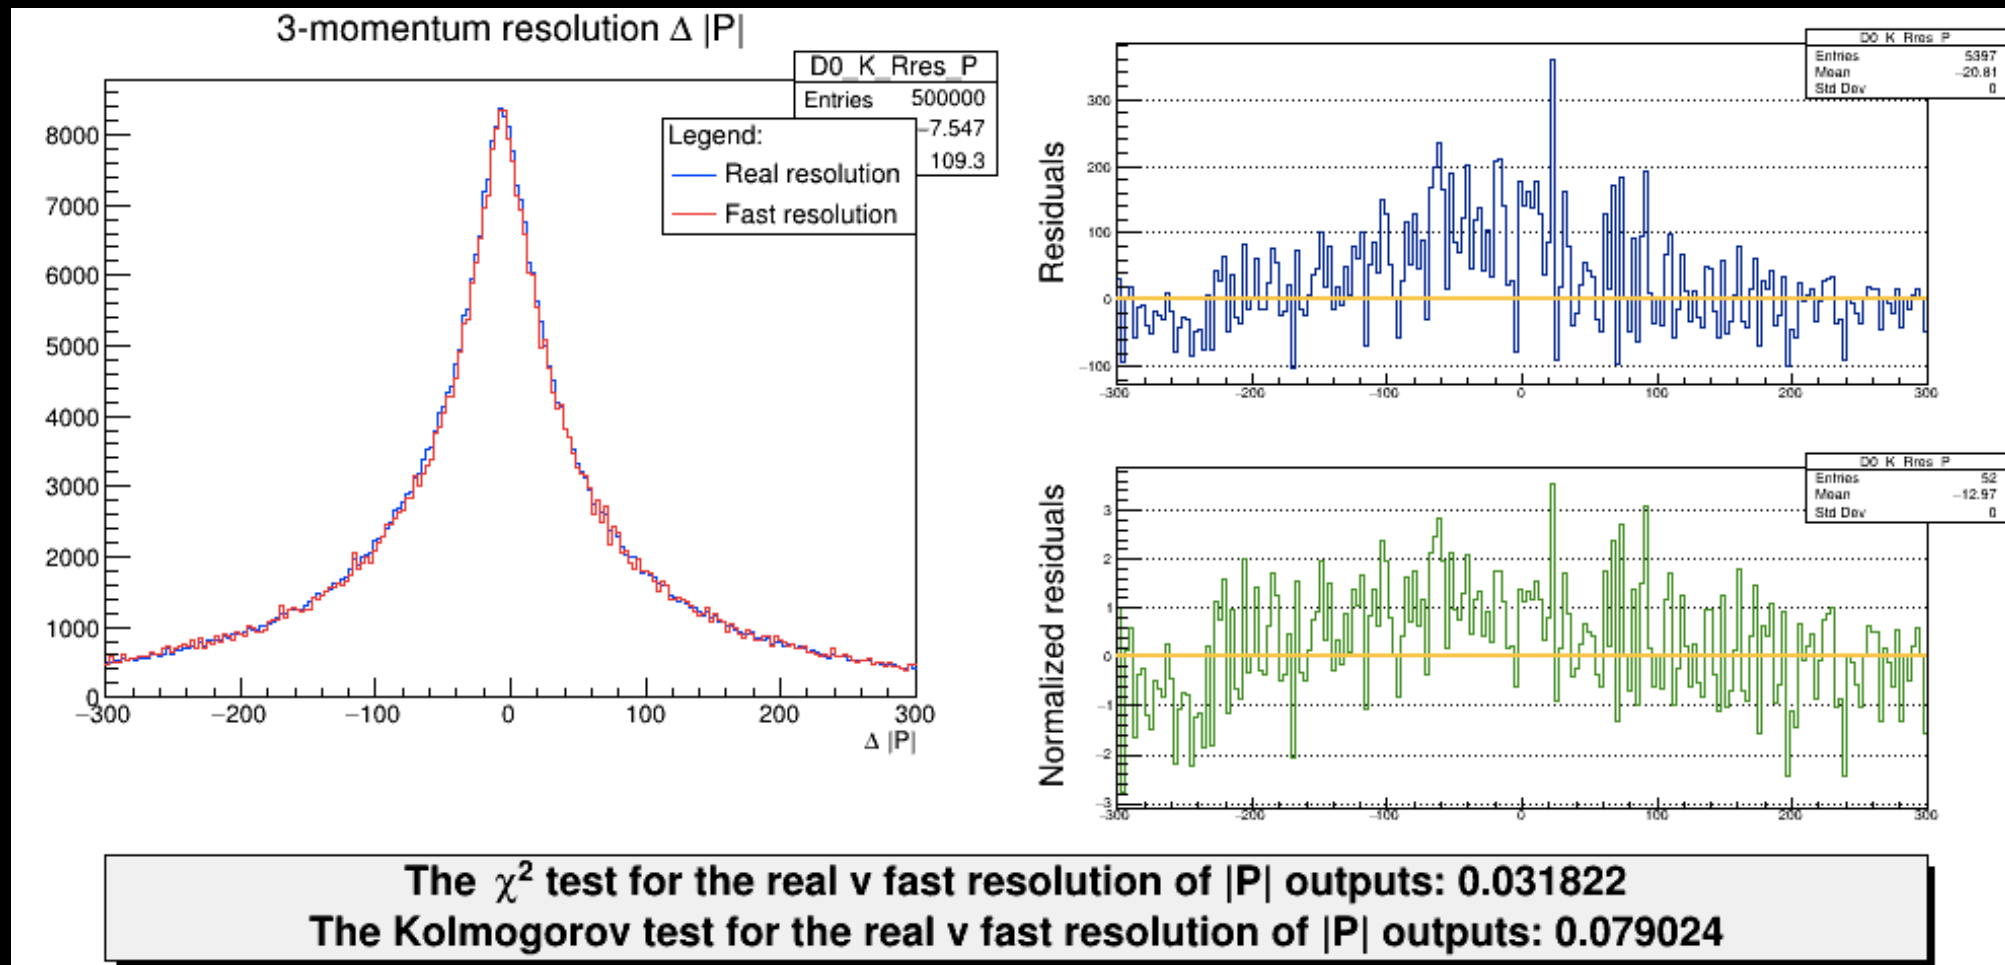 3-momentum resolution Δ |P|
D0_K_Rres_P
Entries 500000
−7.547
109.3
Legend:
Real resolution
Fast resolution
8000
7000
6000
5000
4000
3000
2000
1000
0
−300 −200 −100 0 100 200 300
Δ |P|
D0_K_Rres_P
Entries 5397
Mean −20.81
Std Dev 0
Residuals
300
200
100
0
−100
−300 −200 −100 0 100 200 300
D0_K_Rres_P
Entries 52
Mean −12.97
Std Dev 0
Normalized residuals
3
2
1
0
−1
−2
−3
−300 −200 −100 0 100 200 300
The χ² test for the real v fast resolution of |P| outputs: 0.031822
The Kolmogorov test for the real v fast resolution of |P| outputs: 0.079024